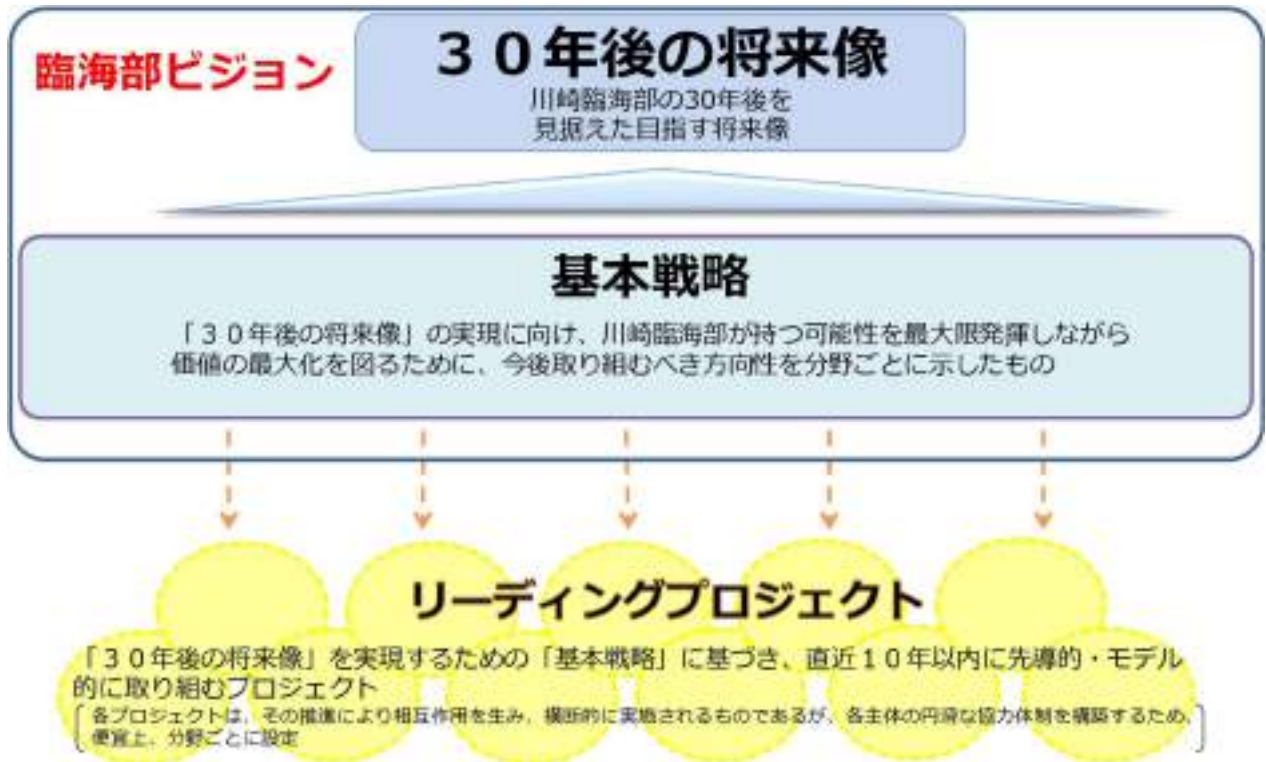 臨海部ビジョン
３０年後の将来像
川崎臨海部の30年後を
見据えた目指す将来像
基本戦略
「３０年後の将来像」の実現に向け、川崎臨海部が持つ可能性を最大限発揮しながら
価値の最大化を図るために、今後取り組むべき方向性を分野ごとに示したもの
リーディングプロジェクト
「３０年後の将来像」を実現するための「基本戦略」に基づき、直近１０年以内に先導的・モデル
的に取り組むプロジェクト
各プロジェクトは、その推進により相互作用を生み、横断的に実施されるものであるが、各主体の円滑な協力体制を構築するため、
便宜上、分野ごとに設定